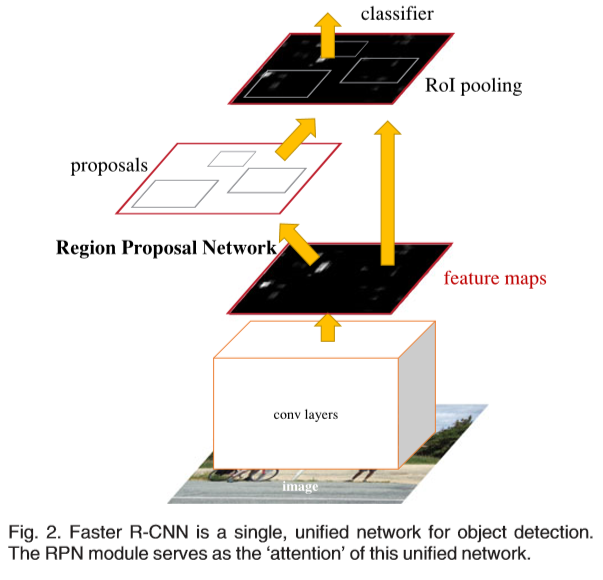 classifier
RoI pooling
proposals
Region Proposal Network
feature maps
conv layers
image
Fig. 2. Faster R-CNN is a single, unified network for object detection.
The RPN module serves as the ‘attention’ of this unified network.